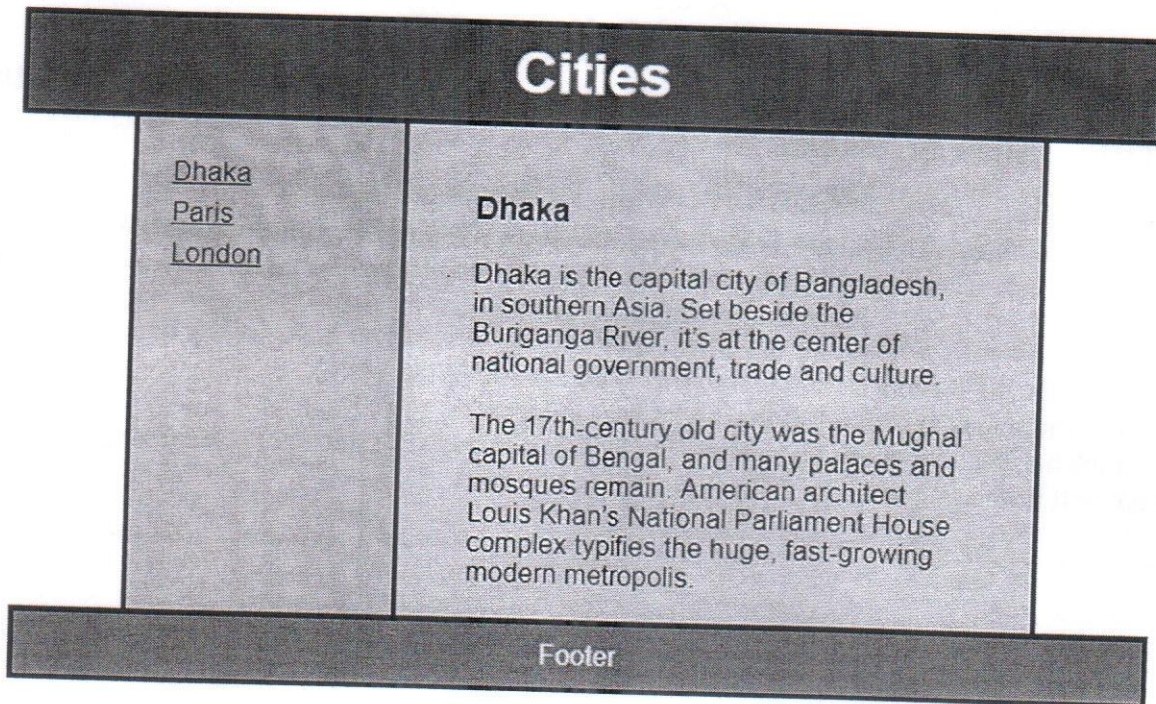 Cities
Dhaka
Paris
London
Dhaka
Dhaka is the capital city of Bangladesh,
in southern Asia. Set beside the
Buriganga River, it's at the center of
national government, trade and culture.
The 17th-century old city was the Mughal
capital of Bengal, and many palaces and
mosques remain. American architect
Louis Khan's National Parliament House
complex typifies the huge, fast-growing
modern metropolis.
Footer